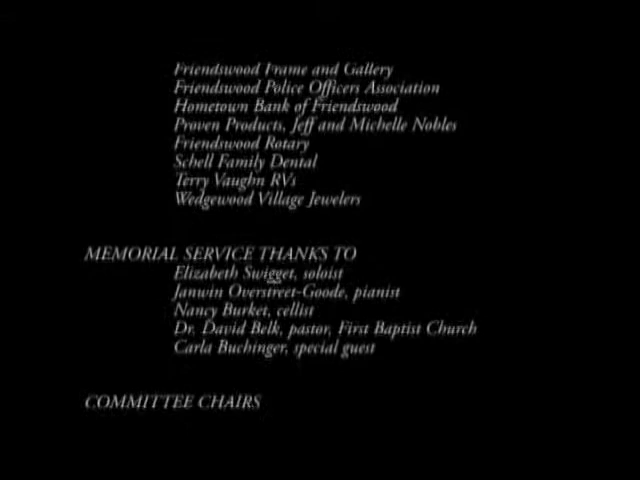 Friendswood Frame and Gallery
Friendswood Police Officers Association
Hometown Bank of Friendswood
Proven Products, Jeff and Michelle Nobles
Friendswood Rotary
Schell Family Dental
Terry Vaughn RVs
Wedgewood Village Jewelers
MEMORIAL SERVICE THANKS TO
Elizabeth Swigget, soloist
Janwin Overstreet-Goode, pianist
Nancy Burket, cellist
Dr. David Belk, pastor, First Baptist Church
Carla Buchinger, special guest
COMMITTEE CHAIRS